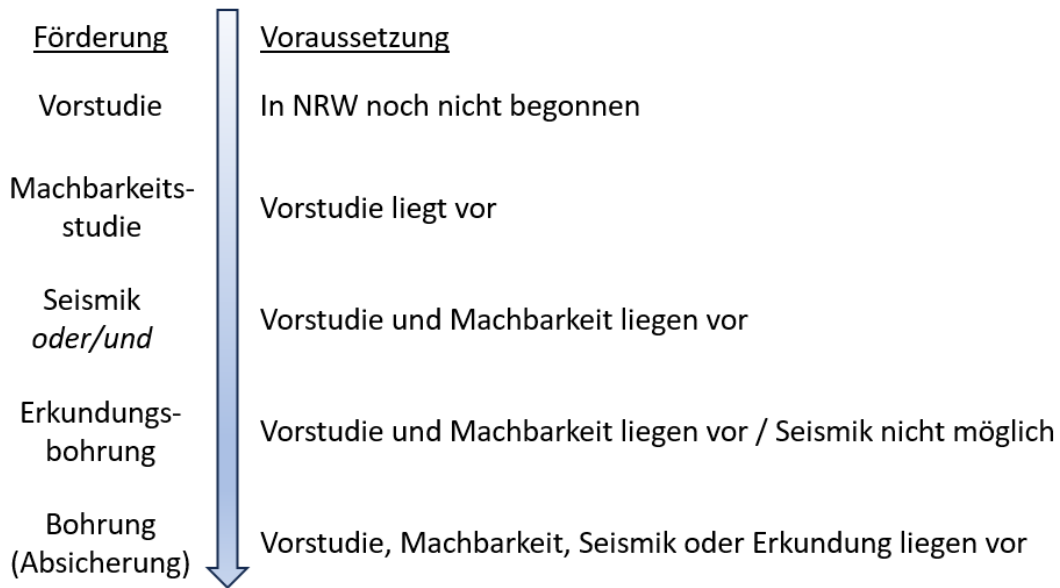 Förderung Voraussetzung
Vorstudie In NRW noch nicht begonnen
Machbarkeits-
studie
Vorstudie liegt vor
Seismik
oder/und
Vorstudie und Machbarkeit liegen vor
Erkundungs-
bohrung
Vorstudie und Machbarkeit liegen vor / Seismik nicht möglich
Bohrung
(Absicherung)
Vorstudie, Machbarkeit, Seismik oder Erkundung liegen vor